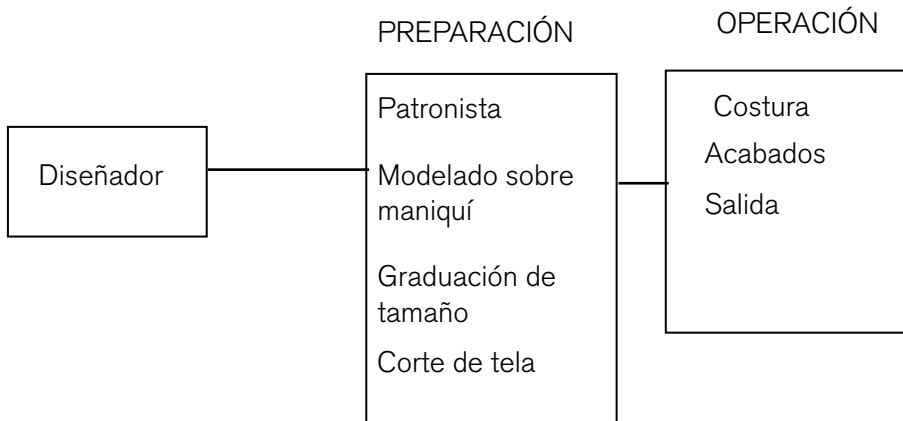 PREPARACIÓN
OPERACIÓN
Diseñador
Patronista
Modelado sobre
maniquí
Graduación de
tamaño
Corte de tela
Costura
Acabados
Salida